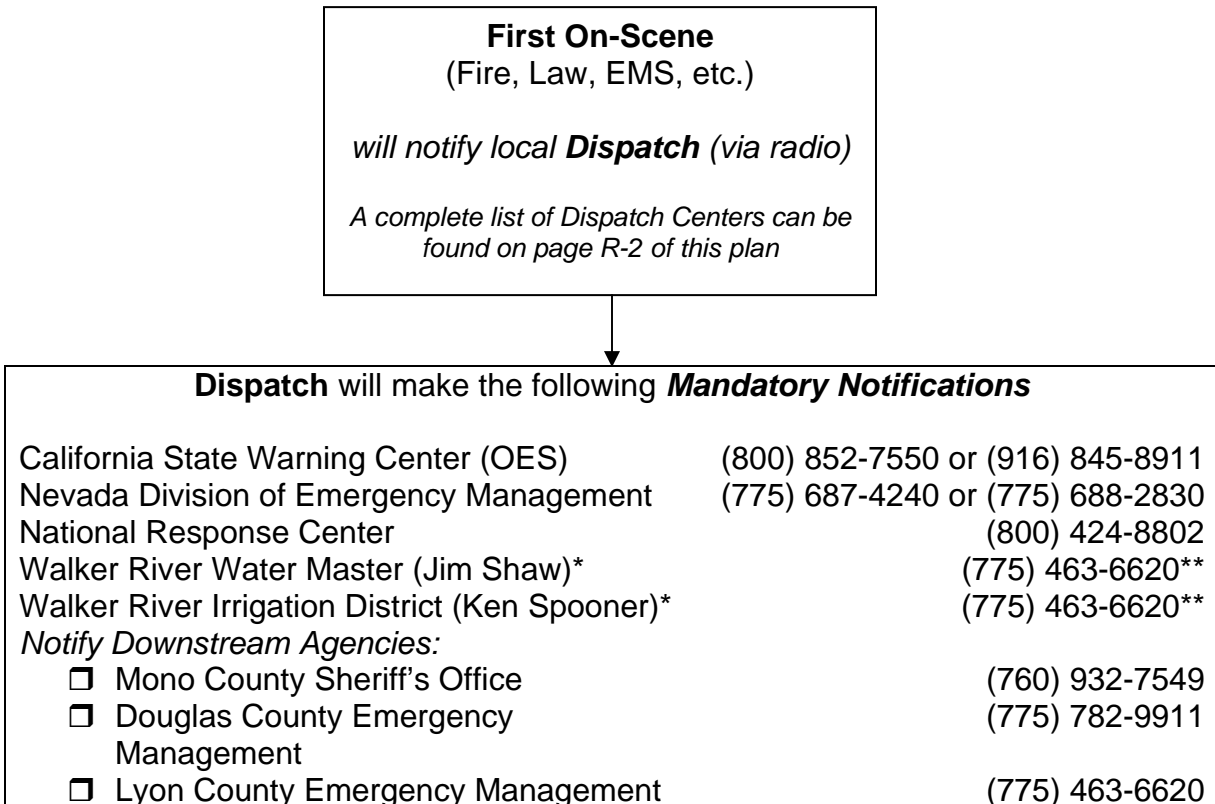 First On-Scene
(Fire, Law, EMS, etc.)
will notify local Dispatch (via radio)
A complete list of Dispatch Centers can be
found on page R-2 of this plan
Dispatch will make the following Mandatory Notifications
California State Warning Center (OES) (800) 852-7550 or (916) 845-8911
Nevada Division of Emergency Management (775) 687-4240 or (775) 688-2830
National Response Center (800) 424-8802
Walker River Water Master (Jim Shaw)* (775) 463-6620**
Walker River Irrigation District (Ken Spooner)* (775) 463-6620**
Notify Downstream Agencies:
❒ Mono County Sheriff’s Office (760) 932-7549
❒ Douglas County Emergency (775) 782-9911
Management
❒ Lyon County Emergency Management (775) 463-6620